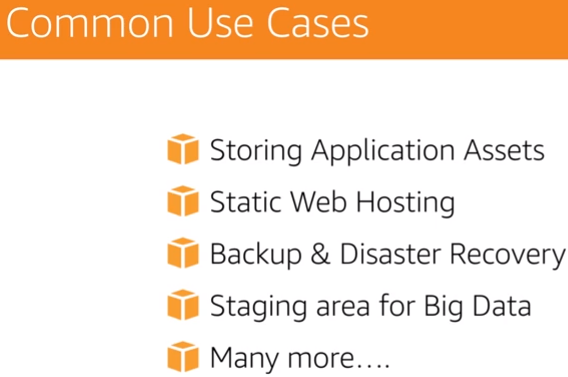 Common Use Cases
Storing Application Assets
Static Web Hosting
Backup & Disaster Recovery
Staging area for Big Data
Many more....